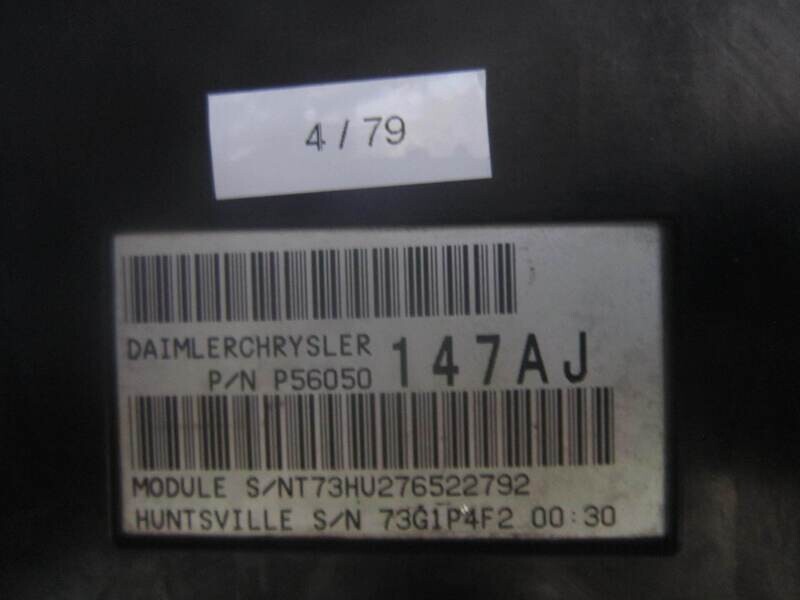 4 / 79
DAIMLERCHRYSLER 147AJ
P/N P56050
MODULE S/NT73HU276522792
HUNTSVILLE S/N 73G1P4F2 00:30